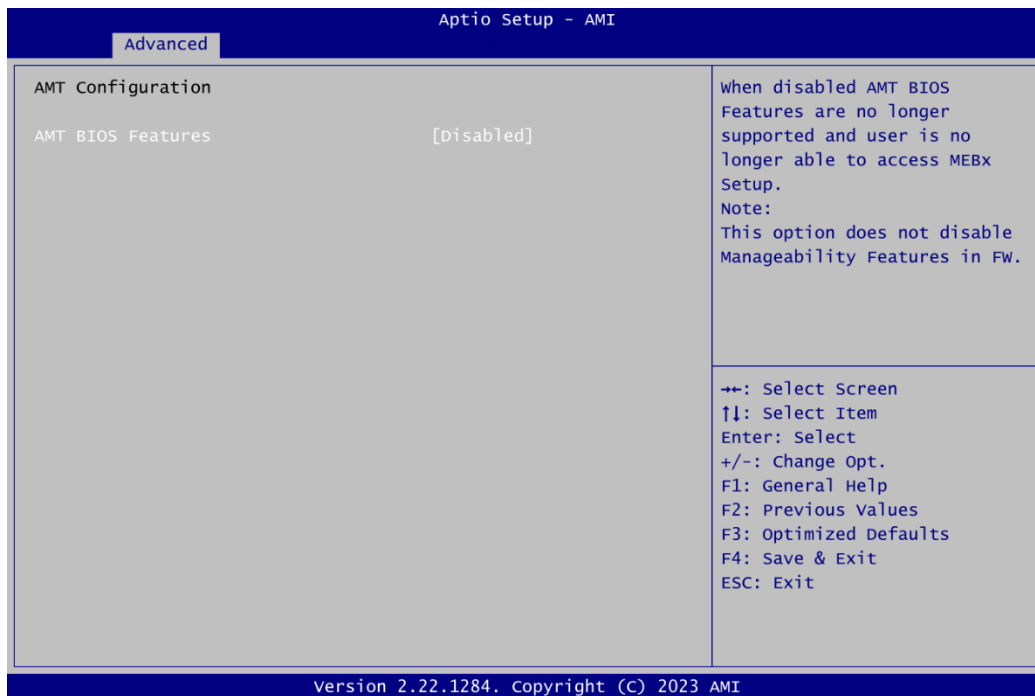 Aptio Setup - AMI
Advanced
AMT Configuration
AMT BIOS Features [Disabled]
When disabled AMT BIOS
Features are no longer
supported and user is no
longer able to access MEBx
Setup.
Note:
This option does not disable
Manageability Features in FW.
→←: Select Screen
↑↓: Select Item
Enter: Select
+/-: Change Opt.
F1: General Help
F2: Previous Values
F3: Optimized Defaults
F4: Save & Exit
ESC: Exit
Version 2.22.1284. Copyright (C) 2023 AMI